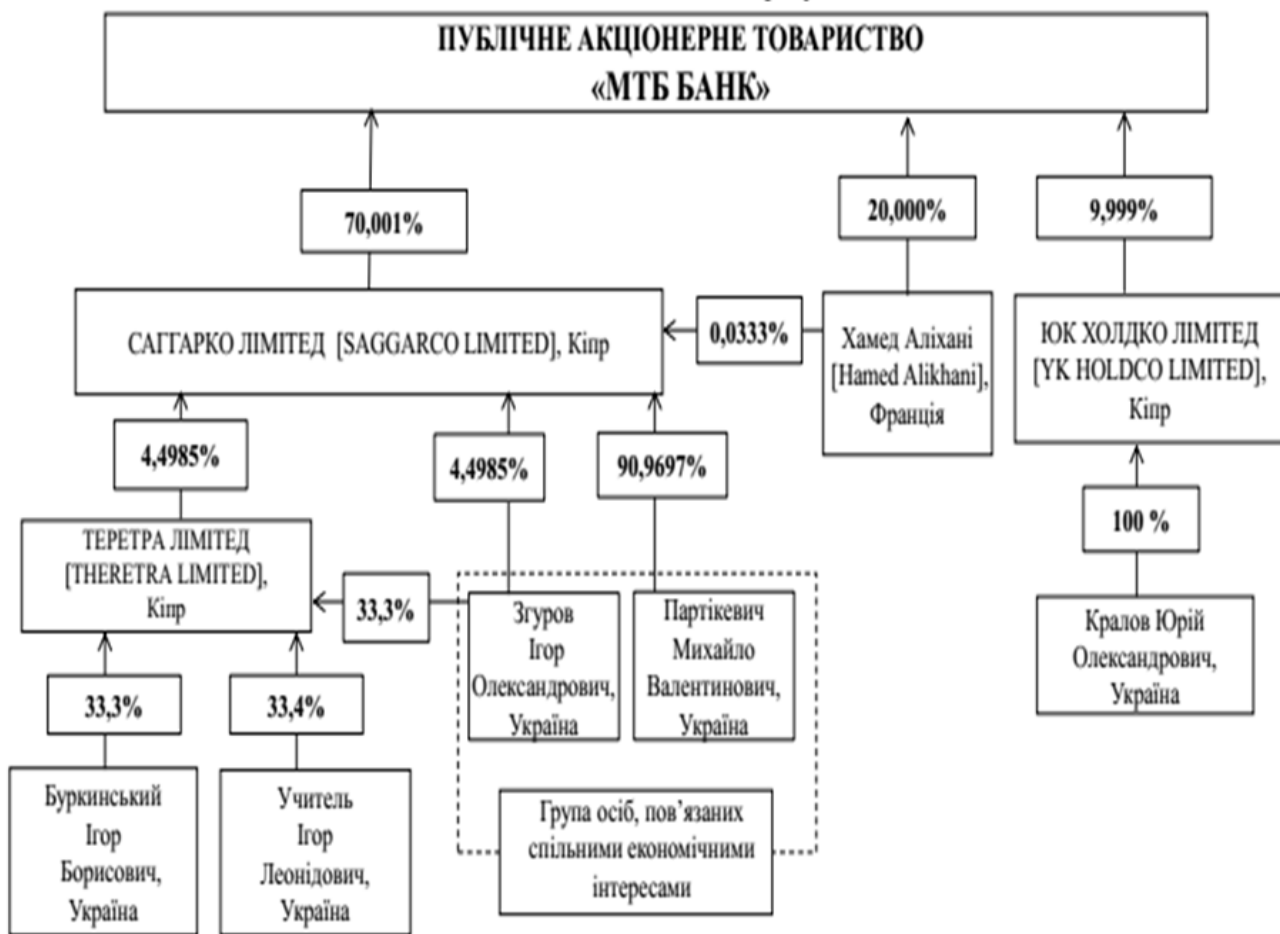 ПУБЛІЧНЕ АКЦІОНЕРНЕ ТОВАРИСТВО
«МТБ БАНК»
70,001%
20,000%
9,999%
САГГАРКО ЛІМІТЕД [SAGGARCO LIMITED], Кіпр
0,0333%
Хамед Аліхані
[Hamed Alikhani],
Франція
ЮК ХОЛДКО ЛІМІТЕД
[YK HOLDCO LIMITED],
Кіпр
4,4985%
4,4985%
90,9697%
100 %
ТЕРЕТРА ЛІМІТЕД
[THERETRA LIMITED],
Кіпр
33,3%
Згуров
Ігор
Олександрович,
Україна
Партікевич
Михайло
Валентинович,
Україна
Кралов Юрій
Олександрович,
Україна
33,3%
33,4%
Буркинський
Ігор
Борисович,
Україна
Учитель
Ігор
Леонідович,
Україна
Група осіб, пов’язаних
спільними економічними
інтересами